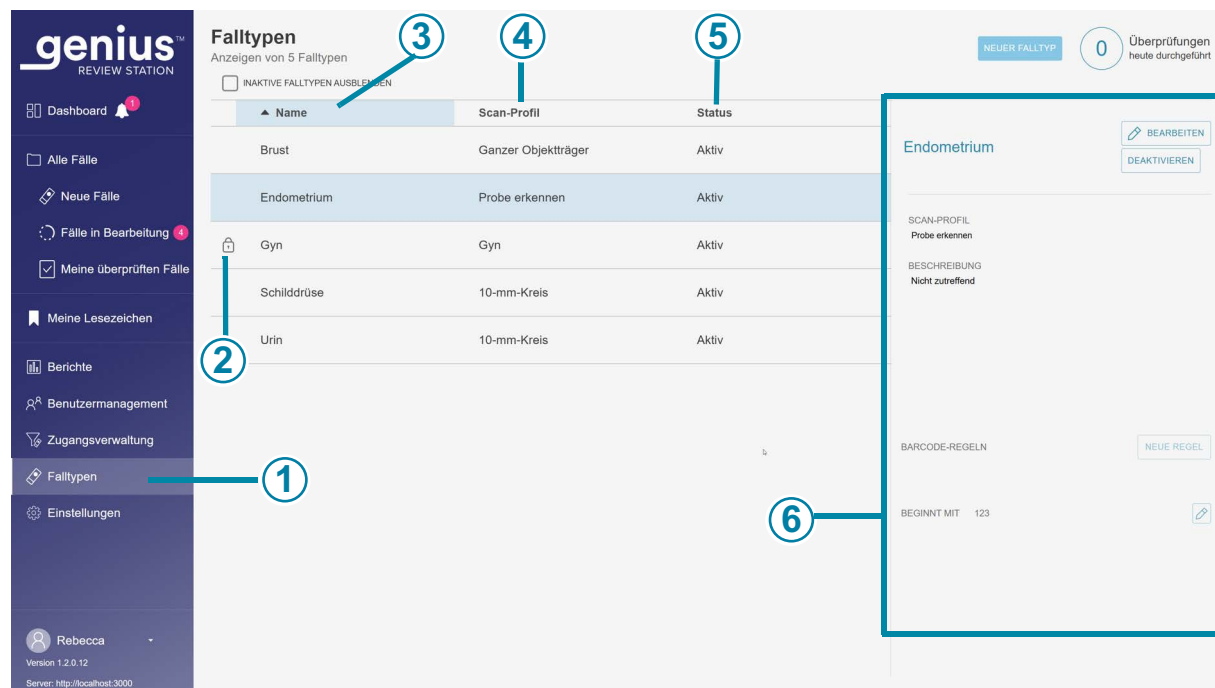 genius™
REVIEW STATION
Dashboard 1
Alle Fälle
Neue Fälle
Fälle in Bearbeitung 4
Meine überprüften Fälle
Meine Lesezeichen
Berichte
Benutzermanagement
Zugangsverwaltung
Falltypen
Einstellungen
Rebecca
Version 1.2.0.12
Server: http://localhost:3000
Falltypen
Anzeigen von 5 Falltypen
INAKTIVE FALLTYPEN AUSBLENDEN
NEUER FALLTYP
0 Überprüfungen
heute durchgeführt
3
4
5
Name Scan-Profil Status
Brust Ganzer Objektträger Aktiv
Endometrium Probe erkennen Aktiv
Gyn Gyn Aktiv
Schilddrüse 10-mm-Kreis Aktiv
Urin 10-mm-Kreis Aktiv
2
1
6
Endometrium
BEARBEITEN
DEAKTIVIEREN
SCAN-PROFIL
Probe erkennen
BESCHREIBUNG
Nicht zutreffend
BARCODE-REGELN NEUE REGEL
BEGINNT MIT 123